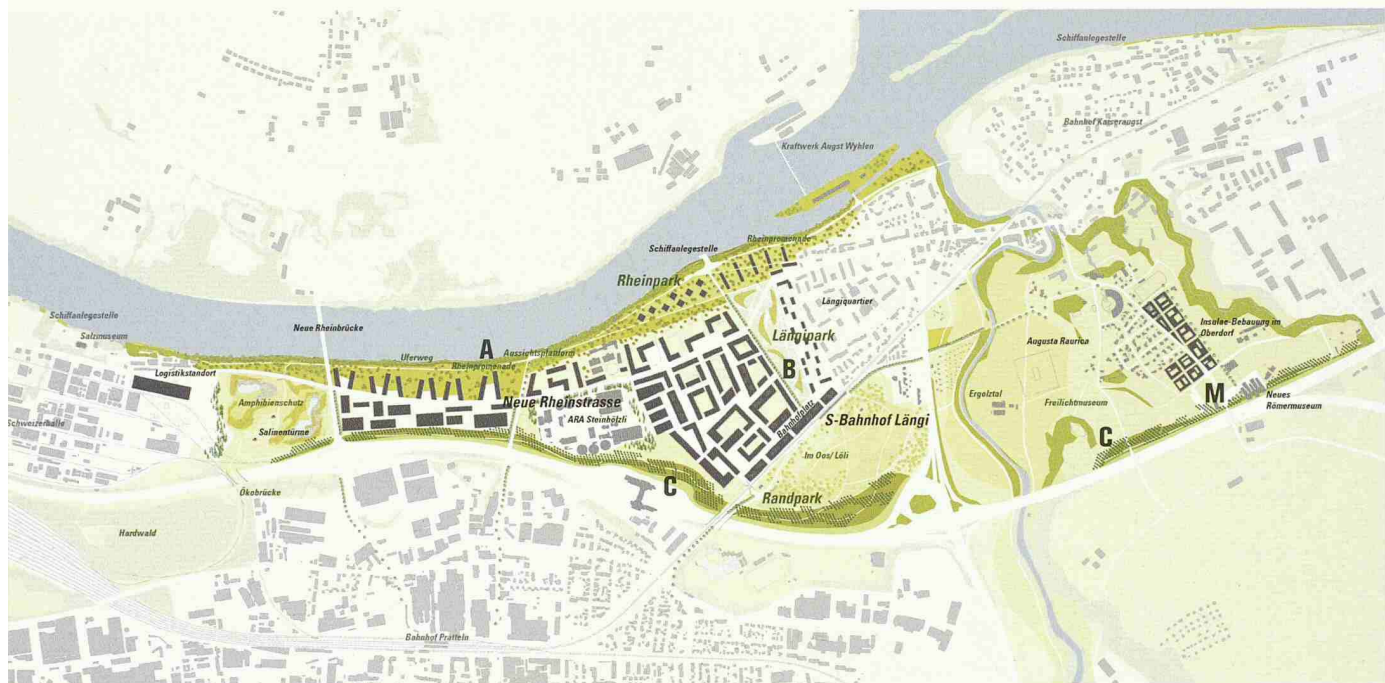 Schiffanlegestelle
Bahnhof Kaiseraugst
Kraftwerk Augst Wyhlen
Rheinpromenade
Schiffanlegestelle
Rheinpark
Längiquartier
Insulae-Bebauung im
Oberdorf
Schiffanlegestelle
Salzmuseum
Neue Rheinbrücke
Uferweg
A
Aussichtsplattform
Rheinpromenade
Längipark
Augusta Raurica
Logistikstandort
B
Neue Rheinstrasse
Ergolztal
Freilichtmuseum
M
Neues
Römermuseum
Amphibienschutz
ARA Steinhölzli
Bahnhofplatz
S-Bahnhof Längi
Schweizerhalle
Salinentürme
C
Im Oos/ Löli
C
Randpark
Ökobrücke
Hardwald
Bahnhof Pratteln